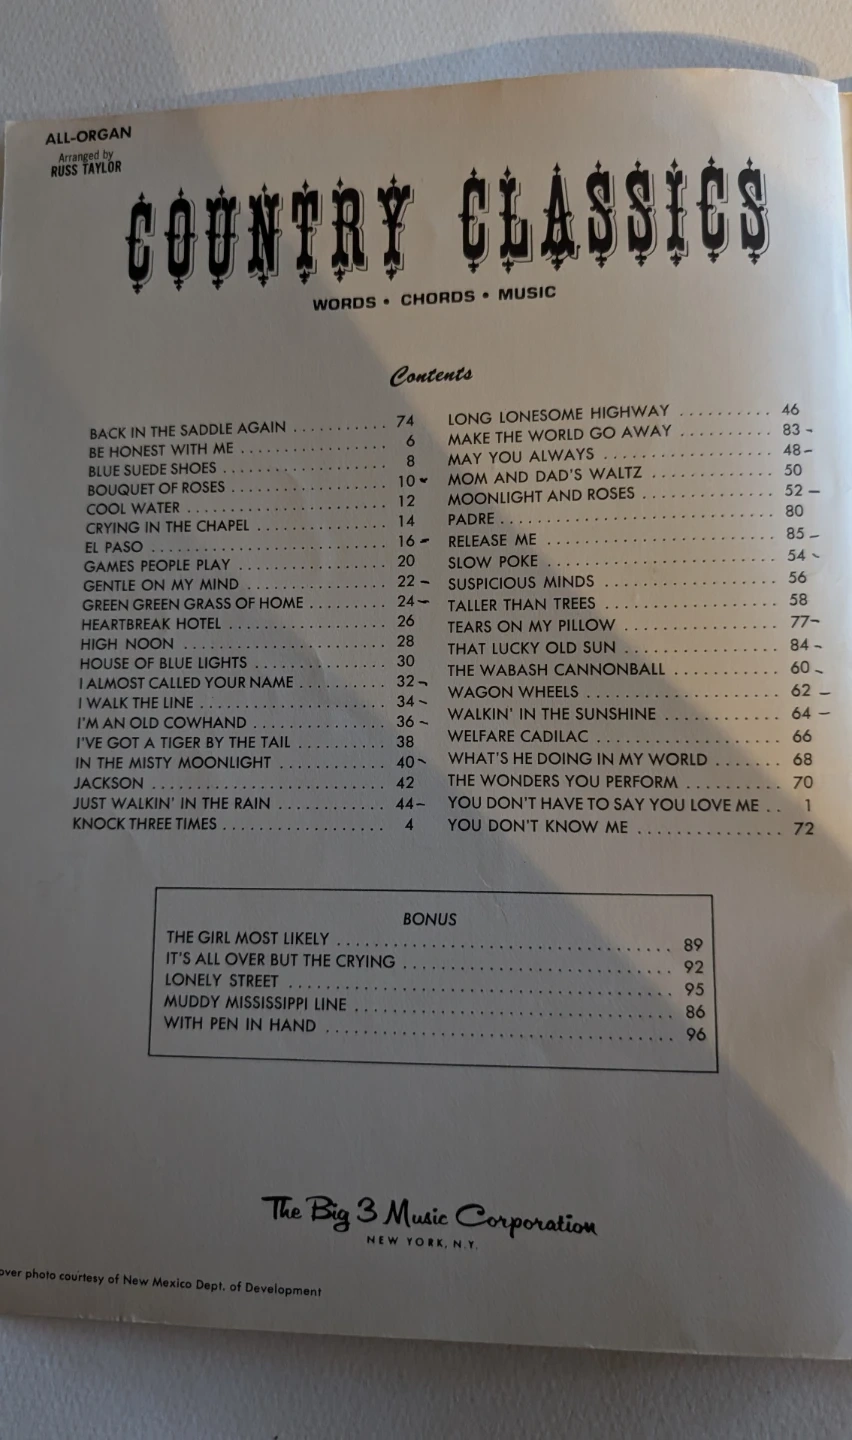 ALL-ORGAN
Arranged by
RUSS TAYLOR
COUNTRY CLASSICS
WORDS • CHORDS • MUSIC
Contents
BACK IN THE SADDLE AGAIN .......... 74
BE HONEST WITH ME .......... 6
BLUE SUEDE SHOES .......... 8
BOUQUET OF ROSES .......... 10
COOL WATER .......... 12
CRYING IN THE CHAPEL .......... 14
EL PASO .......... 16
GAMES PEOPLE PLAY .......... 20
GENTLE ON MY MIND .......... 22
GREEN GREEN GRASS OF HOME .......... 24
HEARTBREAK HOTEL .......... 26
HIGH NOON .......... 28
HOUSE OF BLUE LIGHTS .......... 30
I ALMOST CALLED YOUR NAME .......... 32
I WALK THE LINE .......... 34
I'M AN OLD COWHAND .......... 36
I'VE GOT A TIGER BY THE TAIL .......... 38
IN THE MISTY MOONLIGHT .......... 40
JACKSON .......... 42
JUST WALKIN' IN THE RAIN .......... 44
KNOCK THREE TIMES .......... 4
LONG LONESOME HIGHWAY .......... 46
MAKE THE WORLD GO AWAY .......... 83
MAY YOU ALWAYS .......... 48
MOM AND DAD'S WALTZ .......... 50
MOONLIGHT AND ROSES .......... 52
PADRE .......... 80
RELEASE ME .......... 85
SLOW POKE .......... 54
SUSPICIOUS MINDS .......... 56
TALLER THAN TREES .......... 58
TEARS ON MY PILLOW .......... 77
THAT LUCKY OLD SUN .......... 84
THE WABASH CANNONBALL .......... 60
WAGON WHEELS .......... 62
WALKIN' IN THE SUNSHINE .......... 64
WELFARE CADILAC .......... 66
WHAT'S HE DOING IN MY WORLD ....... 68
THE WONDERS YOU PERFORM .......... 70
YOU DON'T HAVE TO SAY YOU LOVE ME .. 1
YOU DON'T KNOW ME .......... 72
BONUS
THE GIRL MOST LIKELY .......... 89
IT'S ALL OVER BUT THE CRYING .......... 92
LONELY STREET .......... 95
MUDDY MISSISSIPPI LINE .......... 86
WITH PEN IN HAND .......... 96
The Big 3 Music Corporation
NEW YORK, N.Y.
over photo courtesy of New Mexico Dept. of Development